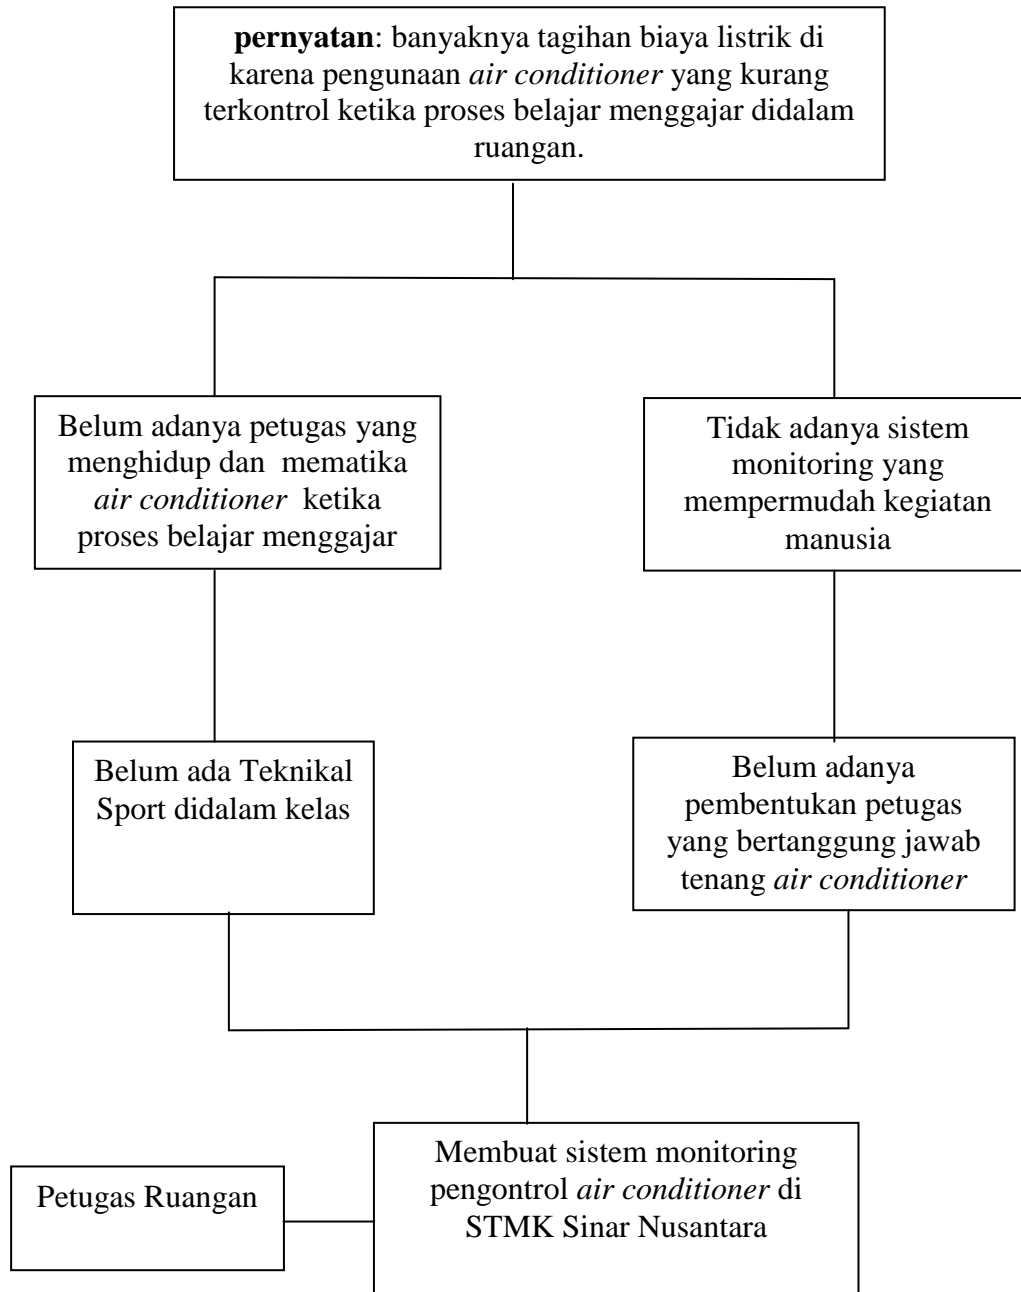 pernyatan: banyaknya tagihan biaya listrik di
karena pengunaan air conditioner yang kurang
terkontrol ketika proses belajar menggajar didalam
ruangan.
Belum adanya petugas yang
menghidup dan mematika
air conditioner ketika
proses belajar menggajar
Tidak adanya sistem
monitoring yang
mempermudah kegiatan
manusia
Belum ada Teknikal
Sport didalam kelas
Belum adanya
pembentukan petugas
yang bertanggung jawab
tenang air conditioner
Petugas Ruangan
Membuat sistem monitoring
pengontrol air conditioner di
STMK Sinar Nusantara